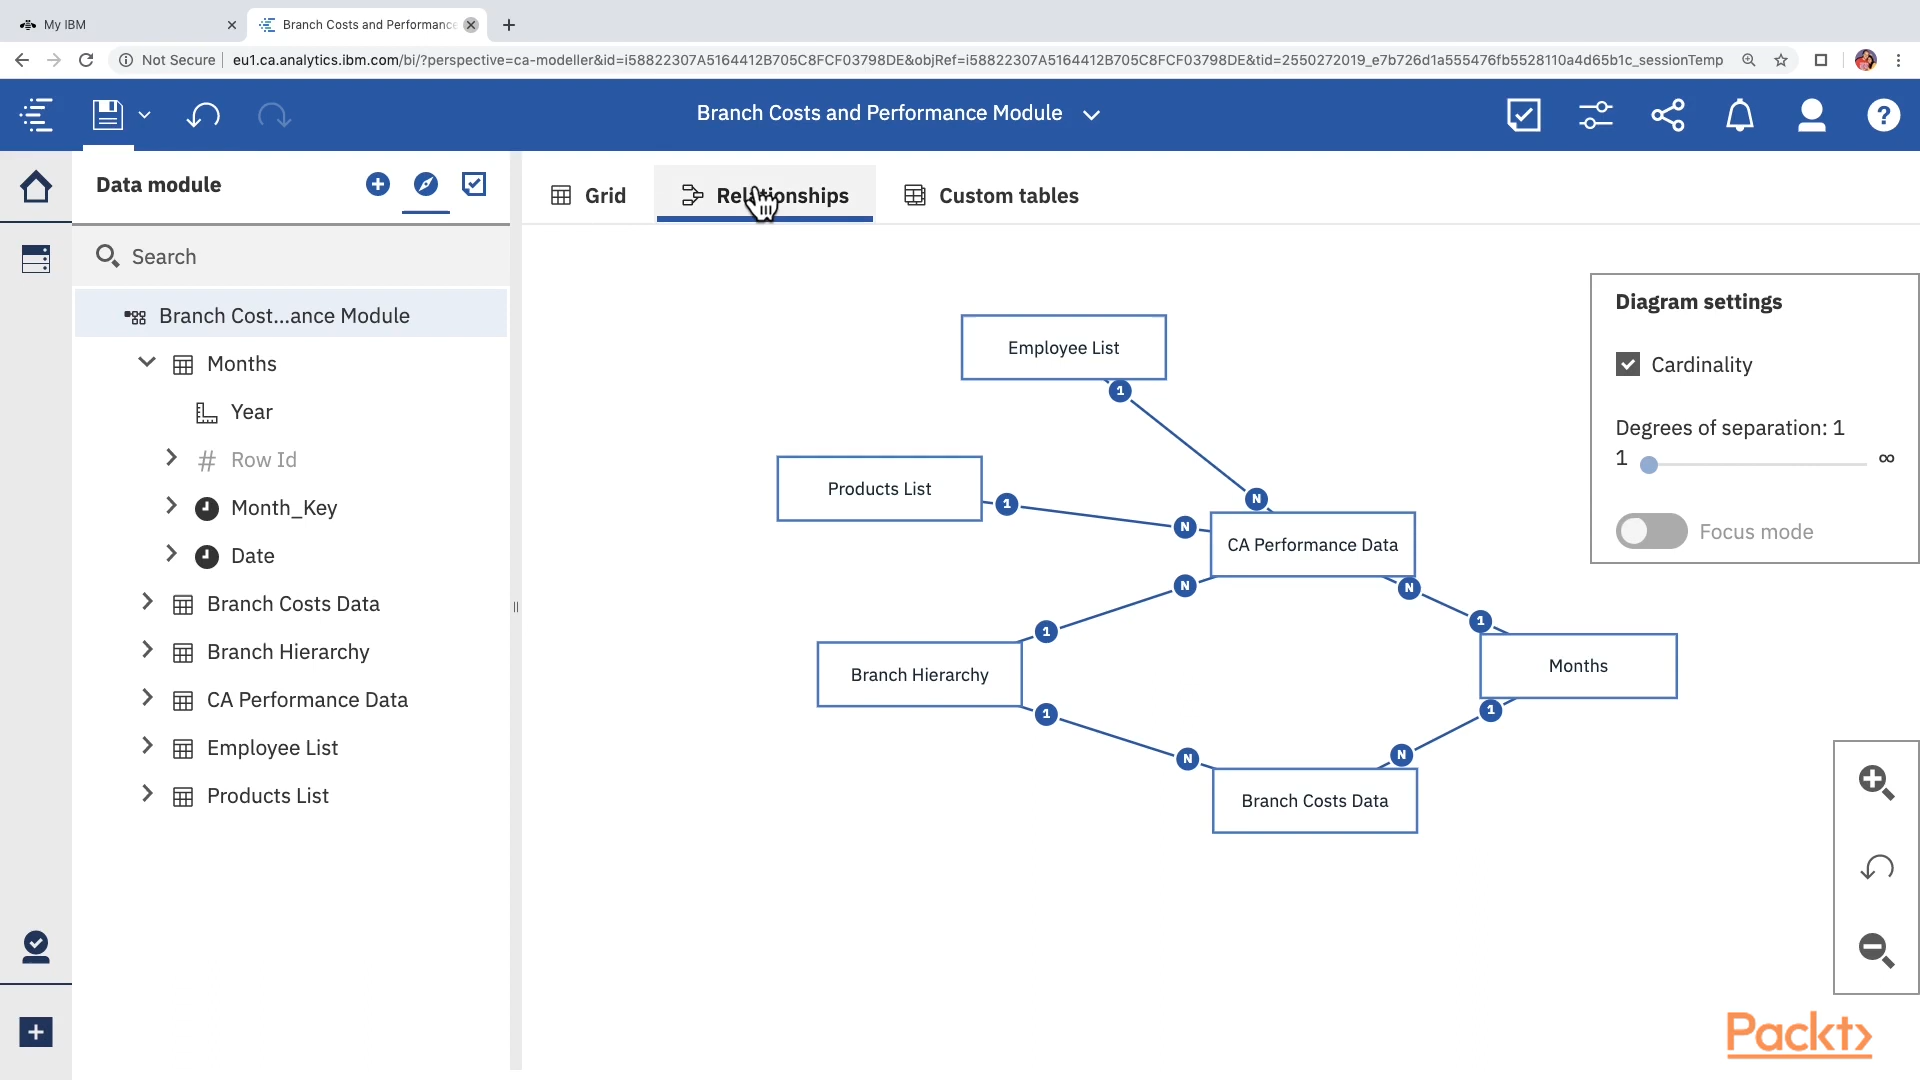 My IBM
Branch Costs and Performance
Not Secure
eu1.ca.analytics.ibm.com/bi/?perspective=ca-modeller&id=i58822307A5164412B705C8FCF03798DE&objRef=i58822307A5164412B705C8FCF03798DE&tid=2550272019_e7b726d1a555476fb5528110a4d65b1c_sessionTemp
Branch Costs and Performance Module
?
Data module
Grid
Relationships
Custom tables
Search
Branch Cost...ance Module
Months
Year
# Row Id
Month_Key
Date
Branch Costs Data
Branch Hierarchy
CA Performance Data
Employee List
Products List
Employee List
1
Products List
1
N
N
CA Performance Data
N
N
1
1
Branch Hierarchy
Months
1
1
N
N
Branch Costs Data
Diagram settings
Cardinality
Degrees of separation: 1
1 ∞
Focus mode
Packt>